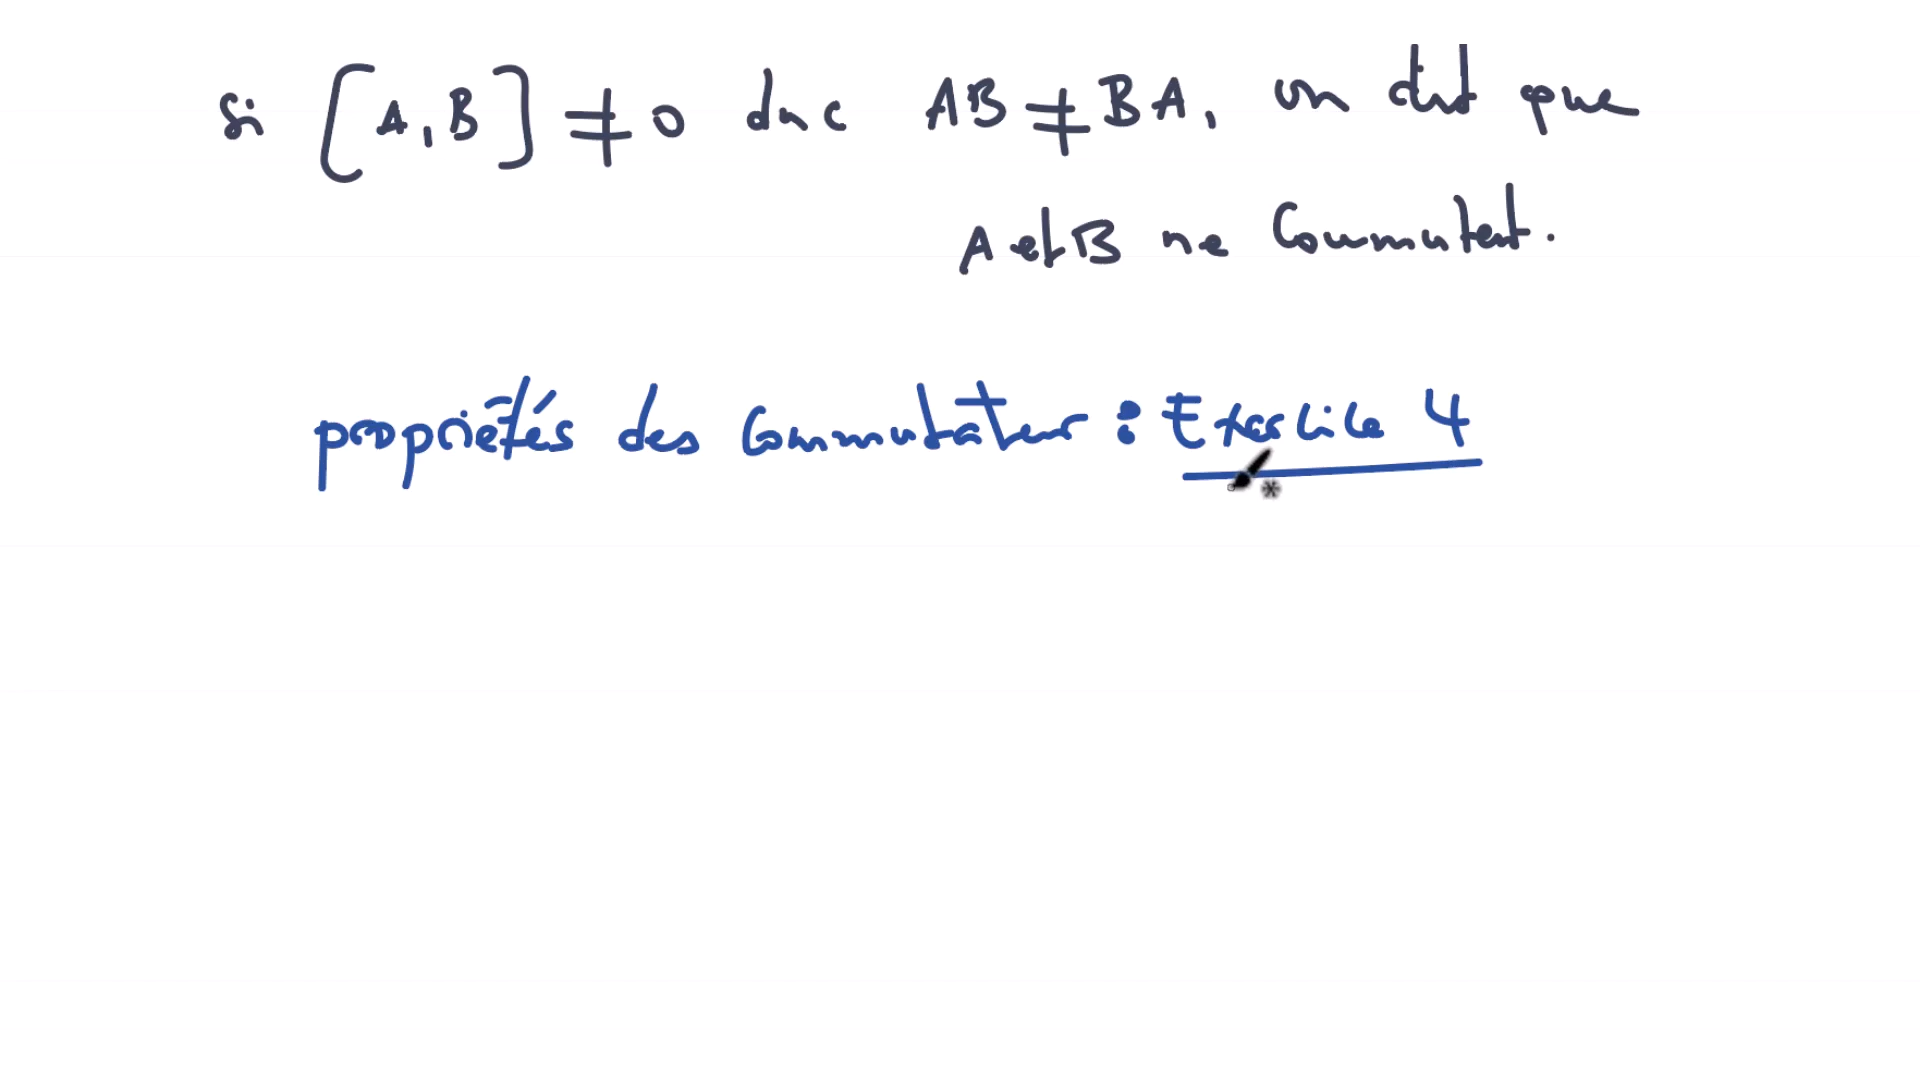 si [A, B] ≠ 0 donc AB ≠ BA, on dit que
A et B ne Commutent.
propriétés des Commutateur : Exercice 4